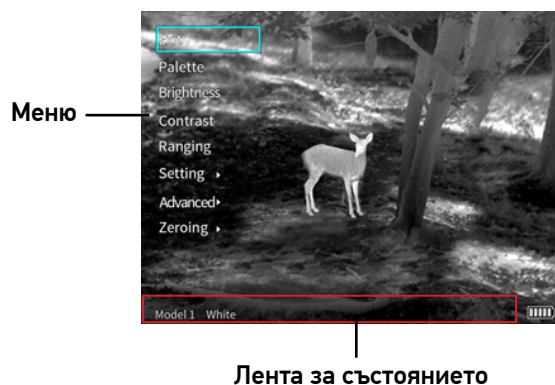 Palette
Brightness
Меню
Contrast
Ranging
Setting
Advanced
Zeroing
Model 1 White
Лента за състоянието